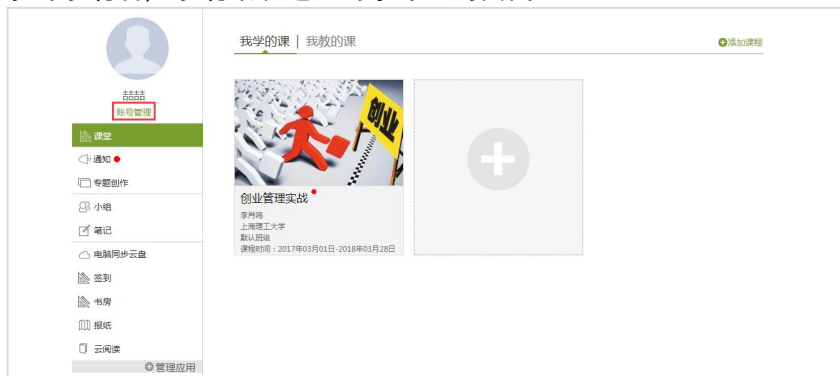 我学的课 | 我教的课
添加课程
喆喆喆
账号管理
课堂
通知
专题创作
小组
笔记
电脑同步云盘
签到
书房
报纸
云阅读
管理应用
创业
创业管理实战
李肖鸣
上海理工大学
默认班级
课程时间：2017年03月01日-2018年03月28日